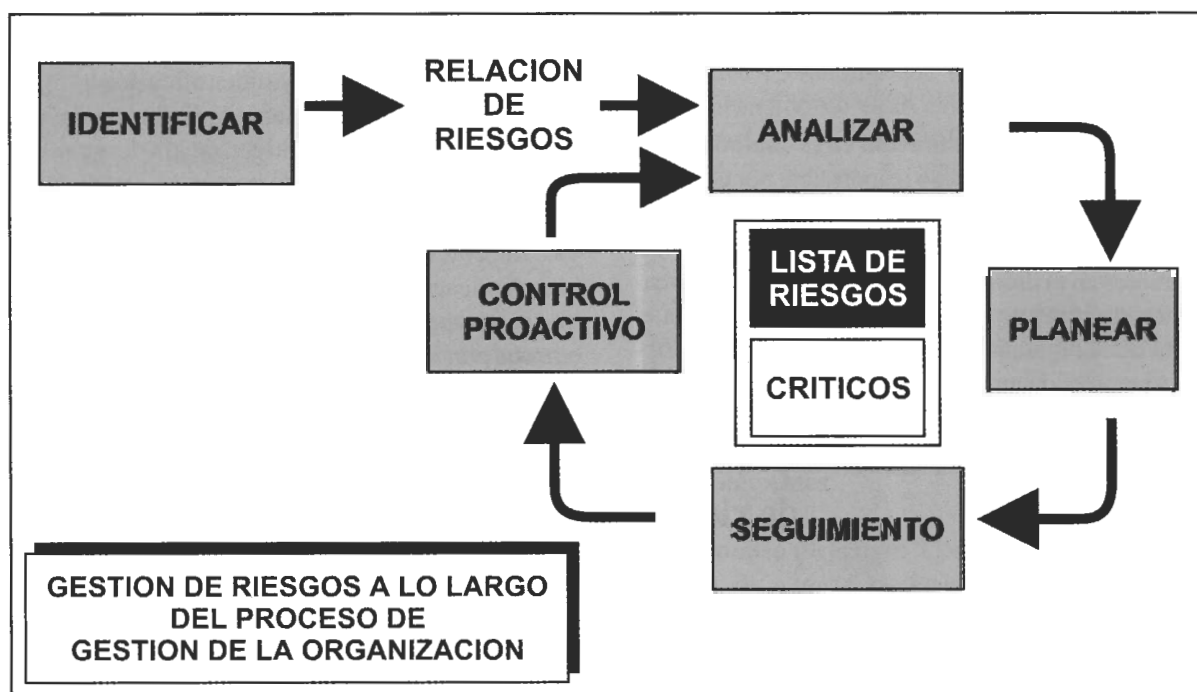 IDENTIFICAR
RELACION
DE
RIESGOS
ANALIZAR
CONTROL
PROACTIVO
LISTA DE
RIESGOS
CRITICOS
PLANEAR
SEGUIMIENTO
GESTION DE RIESGOS A LO LARGO
DEL PROCESO DE
GESTION DE LA ORGANIZACION